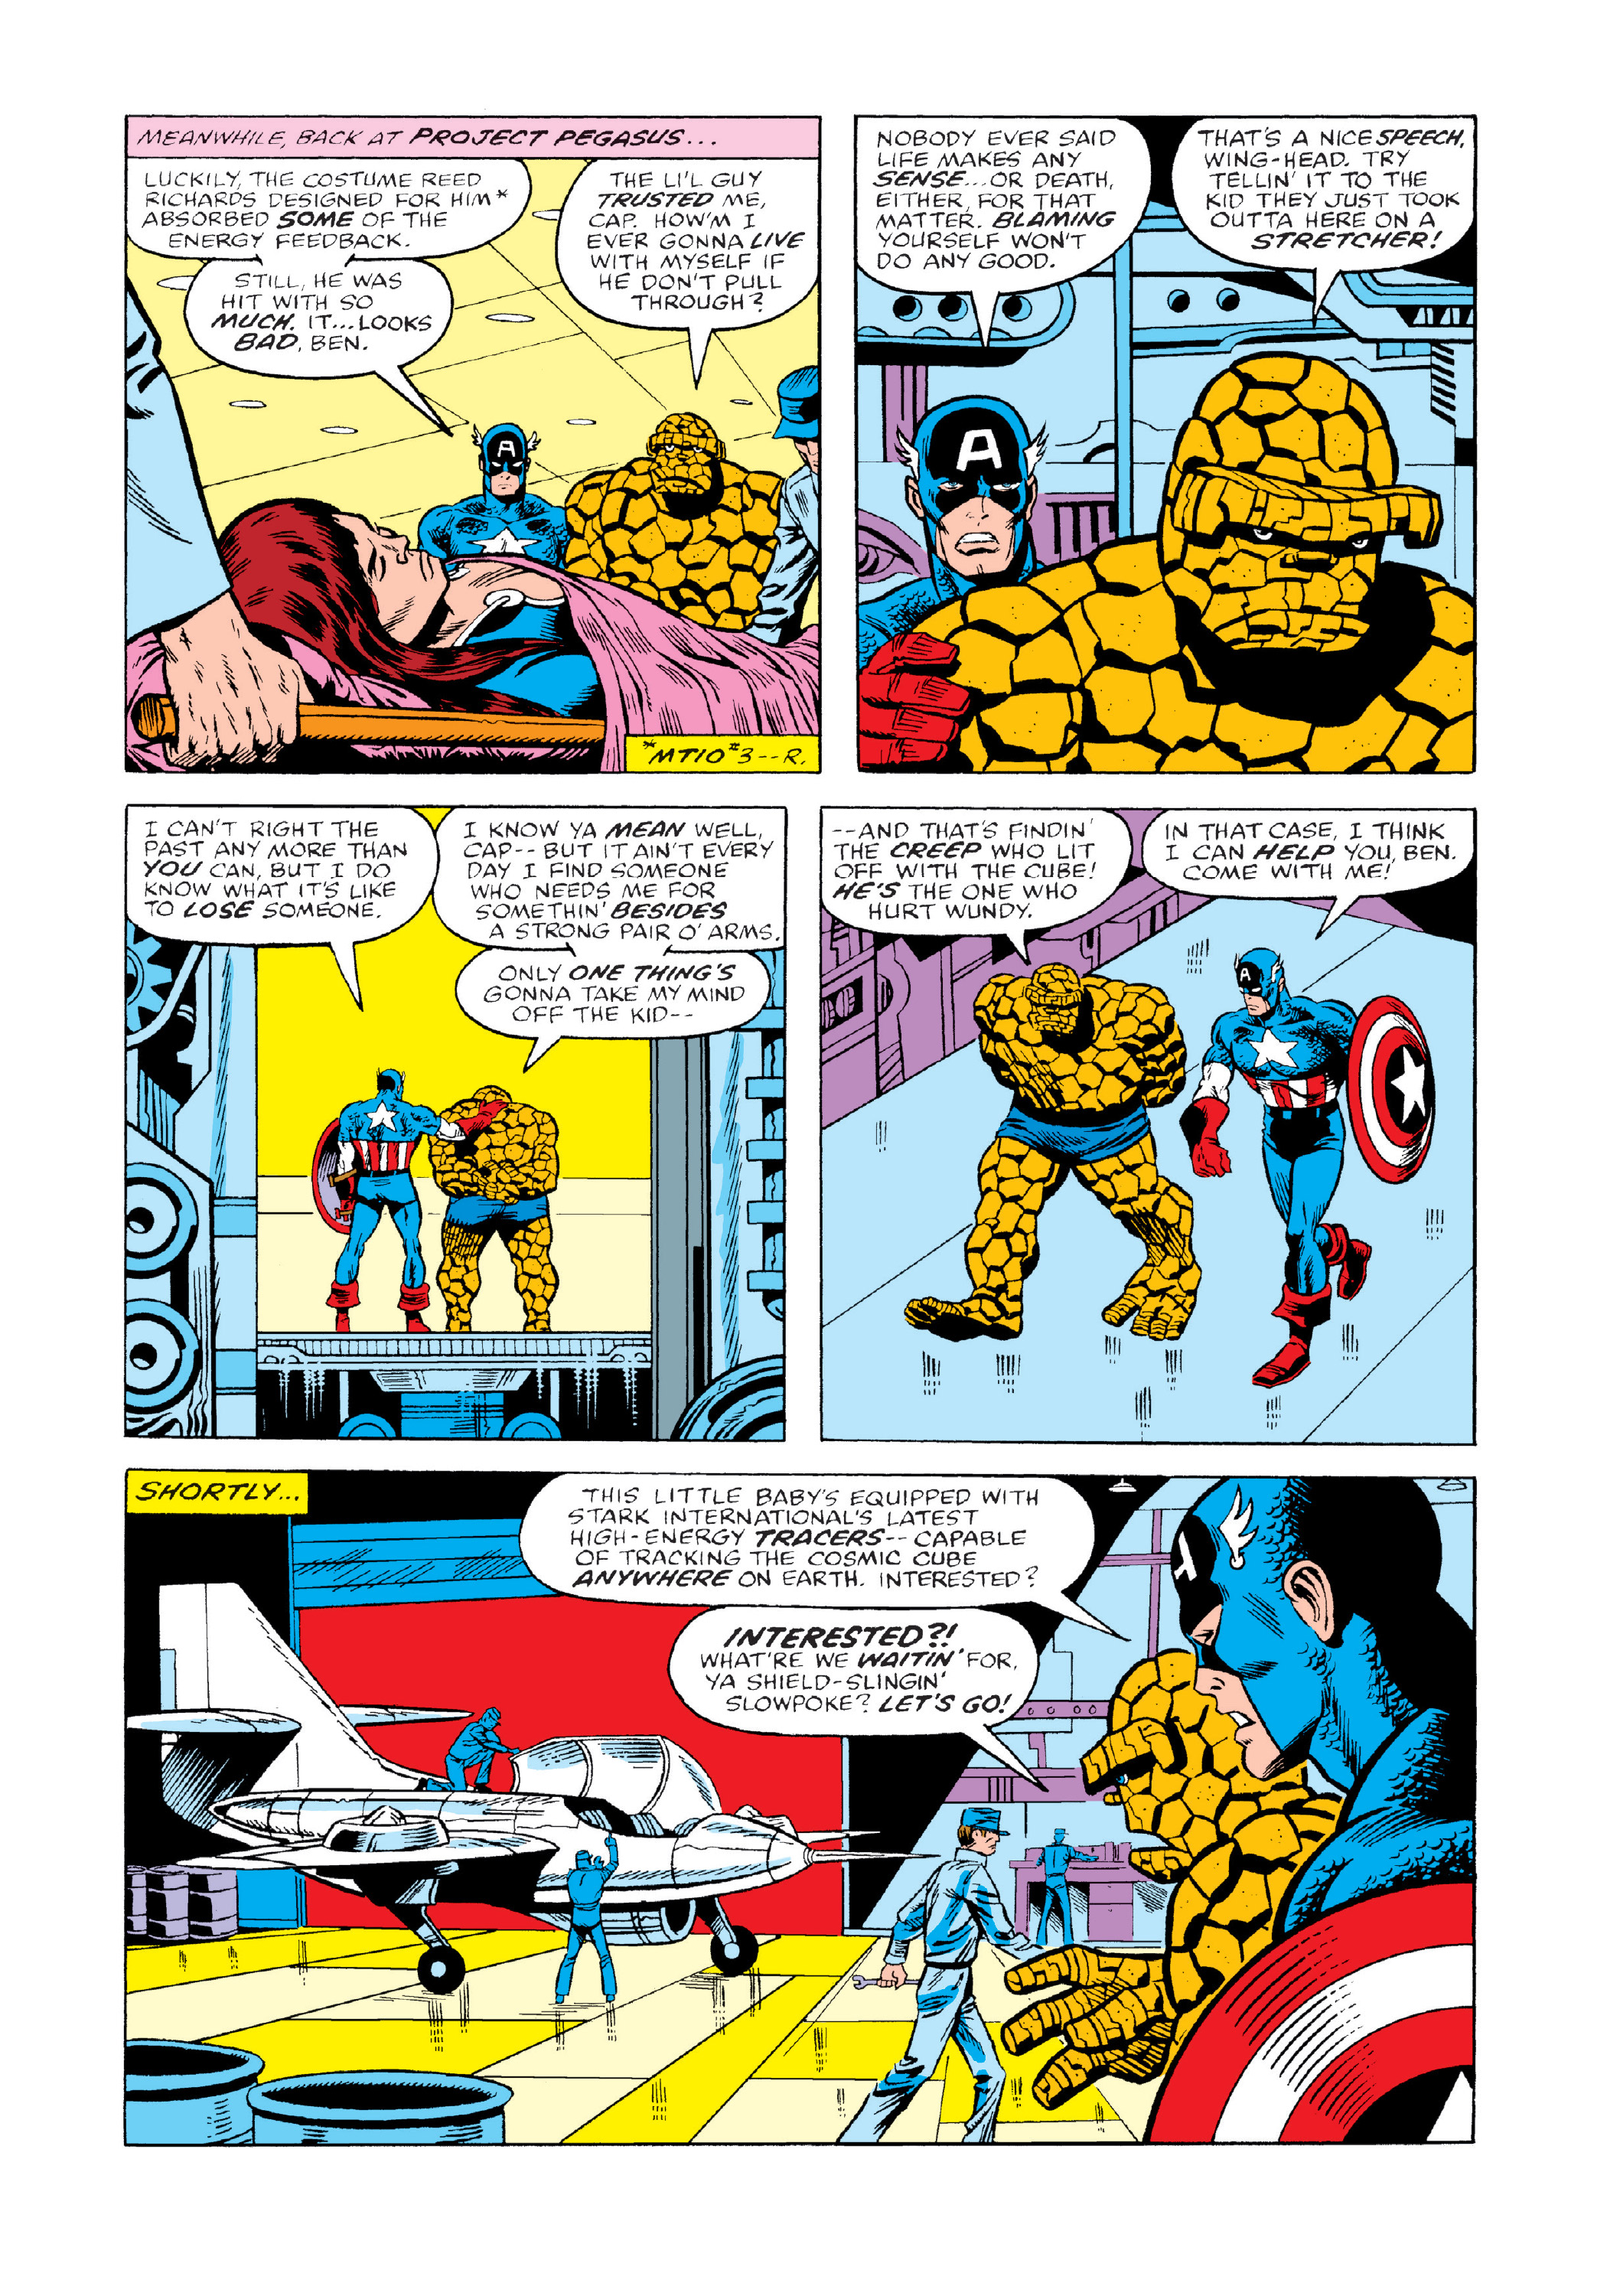 MEANWHILE, BACK AT PROJECT PEGASUS...
LUCKILY, THE COSTUME REED
RICHARDS DESIGNED FOR HIM*
ABSORBED SOME OF THE
ENERGY FEEDBACK.
STILL, HE WAS
HIT WITH SO
MUCH. IT...LOOKS
BAD, BEN.
THE LI'L GUY
TRUSTED ME,
CAP. HOW'M I
EVER GONNA LIVE
WITH MYSELF IF
HE DON'T PULL
THROUGH?
*MTIO #3--R.
NOBODY EVER SAID
LIFE MAKES ANY
SENSE...OR DEATH,
EITHER, FOR THAT
MATTER. BLAMING
YOURSELF WON'T
DO ANY GOOD.
THAT'S A NICE SPEECH,
WING-HEAD. TRY
TELLIN' IT TO THE
KID THEY JUST TOOK
OUTTA HERE ON A
STRETCHER!
A
I CAN'T RIGHT THE
PAST ANY MORE THAN
YOU CAN, BUT I DO
KNOW WHAT IT'S LIKE
TO LOSE SOMEONE.
I KNOW YA MEAN WELL,
CAP--BUT IT AIN'T EVERY
DAY I FIND SOMEONE
WHO NEEDS ME FOR
SOMETHIN' BESIDES
A STRONG PAIR O' ARMS.
ONLY ONE THING'S
GONNA TAKE MY MIND
OFF THE KID--
--AND THAT'S FINDIN'
THE CREEP WHO LIT
OFF WITH THE CUBE!
HE'S THE ONE WHO
HURT WUNDY.
IN THAT CASE, I THINK
I CAN HELP YOU, BEN.
COME WITH ME!
SHORTLY...
THIS LITTLE BABY'S EQUIPPED WITH
STARK INTERNATIONAL'S LATEST
HIGH-ENERGY TRACERS--CAPABLE
OF TRACKING THE COSMIC CUBE
ANYWHERE ON EARTH. INTERESTED?
INTERESTED?!
WHAT'RE WE WAITIN' FOR,
YA SHIELD-SLINGIN'
SLOWPOKE? LET'S GO!